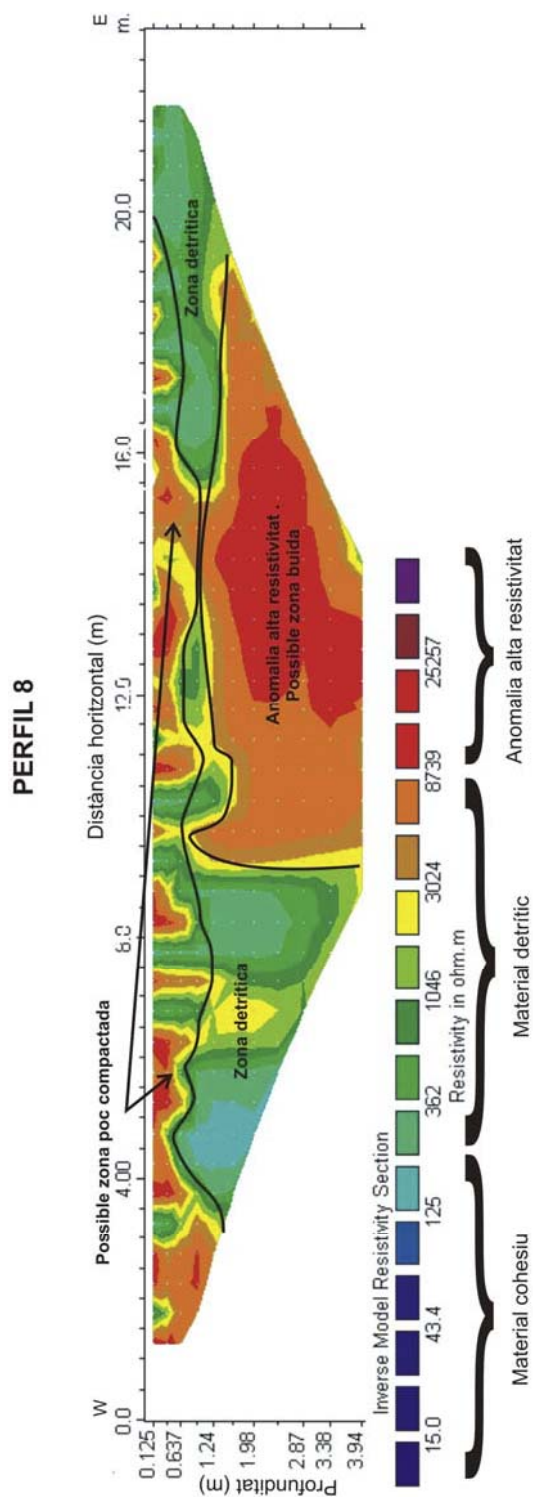 PERFIL 8
Distància horitzontal (m)
W
E
0.0 4.00 8.0 12.0 16.0 20.0 m.
Possible zona poc compactada
Profunditat (m)
0.125
0.637
1.24
1.98
2.87
3.38
3.94
Zona detrítica
Zona detrítica
Anomalia alta resistivitat .
Possible zona buida
Inverse Model Resistivity Section
15.0 43.4 125 362 1046 3024 8739 25257
Resistivity in ohm.m
Material cohesiu
Material detrític
Anomalia alta resistivitat